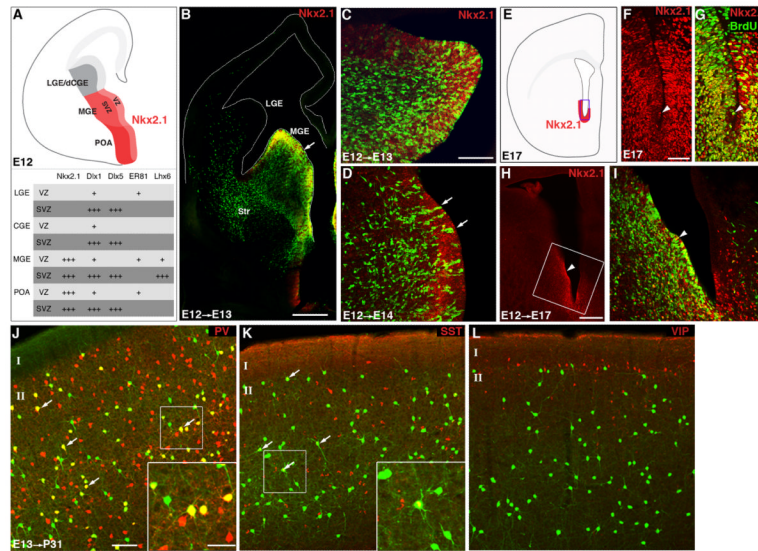 A
LGE/dCGE
MGE
SVZ
VZ
Nkx2.1
POA
E12
Nkx2.1 Dlx1 Dlx5 ER81 Lhx6
LGE VZ + +
SVZ +++ +++
CGE VZ +
SVZ +++ +++
MGE VZ +++ + + +
SVZ +++ +++ +++ +++
POA VZ +++ + +
SVZ +++ +++ +++
B Nkx2.1
LGE
MGE
Str
E12→E13
C Nkx2.1
E12→E13
D
E12→E14
E
Nkx2.1
E17
F Nkx2.1
E17
G Nkx2.1
BrdU
H Nkx2.1
E12→E17
I
J PV
I
II
E13→P31
K SST
I
II
L VIP
I
II